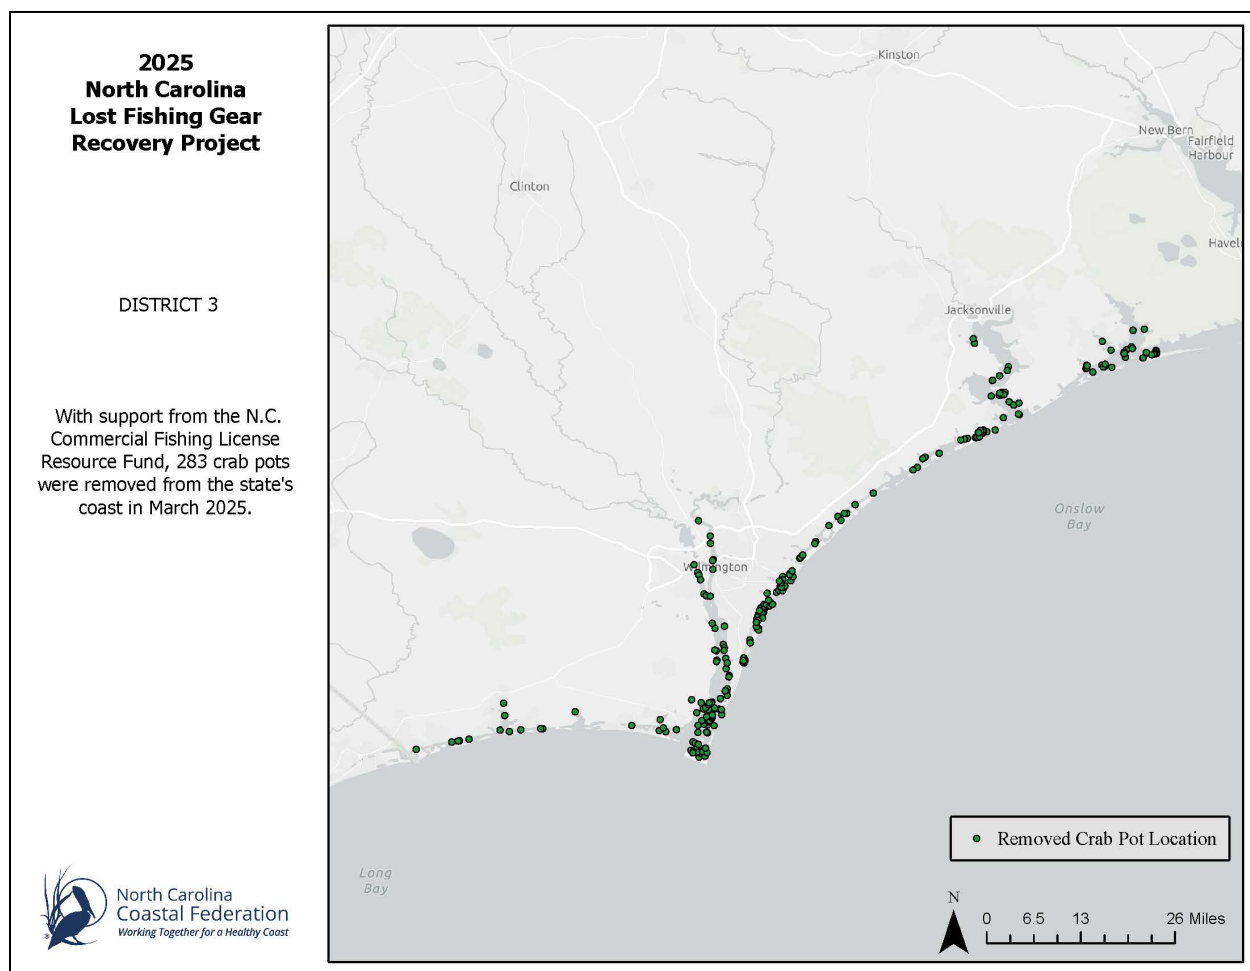 2025
North Carolina
Lost Fishing Gear
Recovery Project
DISTRICT 3
With support from the N.C.
Commercial Fishing License
Resource Fund, 283 crab pots
were removed from the state's
coast in March 2025.
North Carolina
Coastal Federation
Working Together for a Healthy Coast
Kinston
New Bern
Fairfield
Harbour
Clinton
Havel
Jacksonville
Onslow
Bay
Wilmington
Long
Bay
Removed Crab Pot Location
N
0 6.5 13 26 Miles